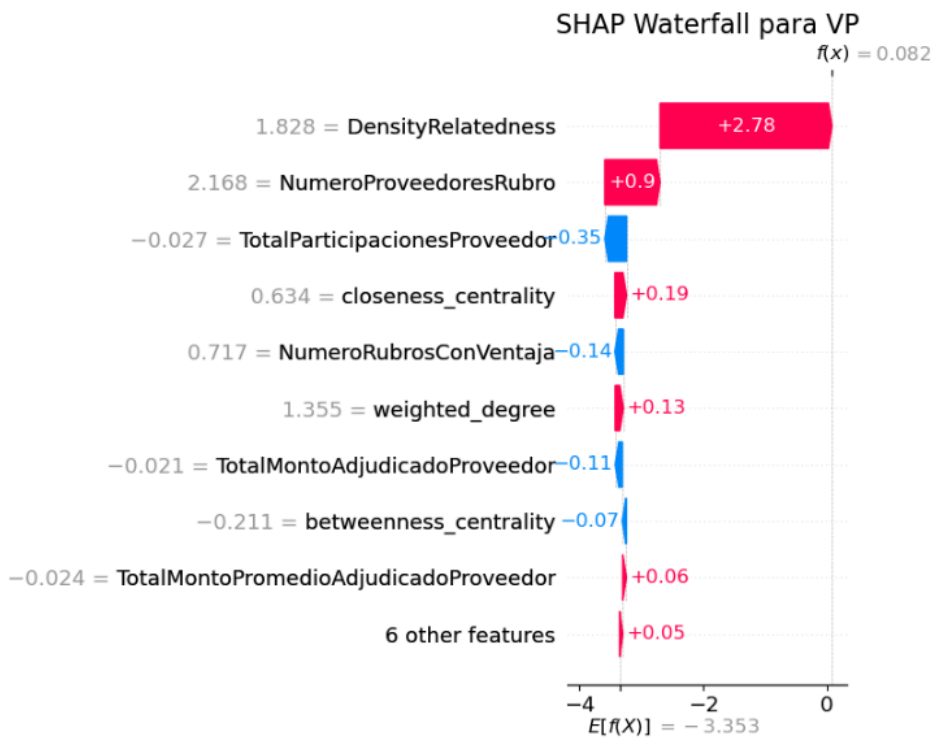 SHAP Waterfall para VP
f(x) = 0.082
1.828 = DensityRelatedness
+2.78
2.168 = NumeroProveedoresRubro
+0.9
−0.027 = TotalParticipacionesProveedor
−0.35
0.634 = closeness_centrality
+0.19
0.717 = NumeroRubrosConVentaja
−0.14
1.355 = weighted_degree
+0.13
−0.021 = TotalMontoAdjudicadoProveedor
−0.11
−0.211 = betweenness_centrality
−0.07
−0.024 = TotalMontoPromedioAdjudicadoProveedor
+0.06
6 other features
+0.05
−4
−2
0
E[f(X)] = −3.353